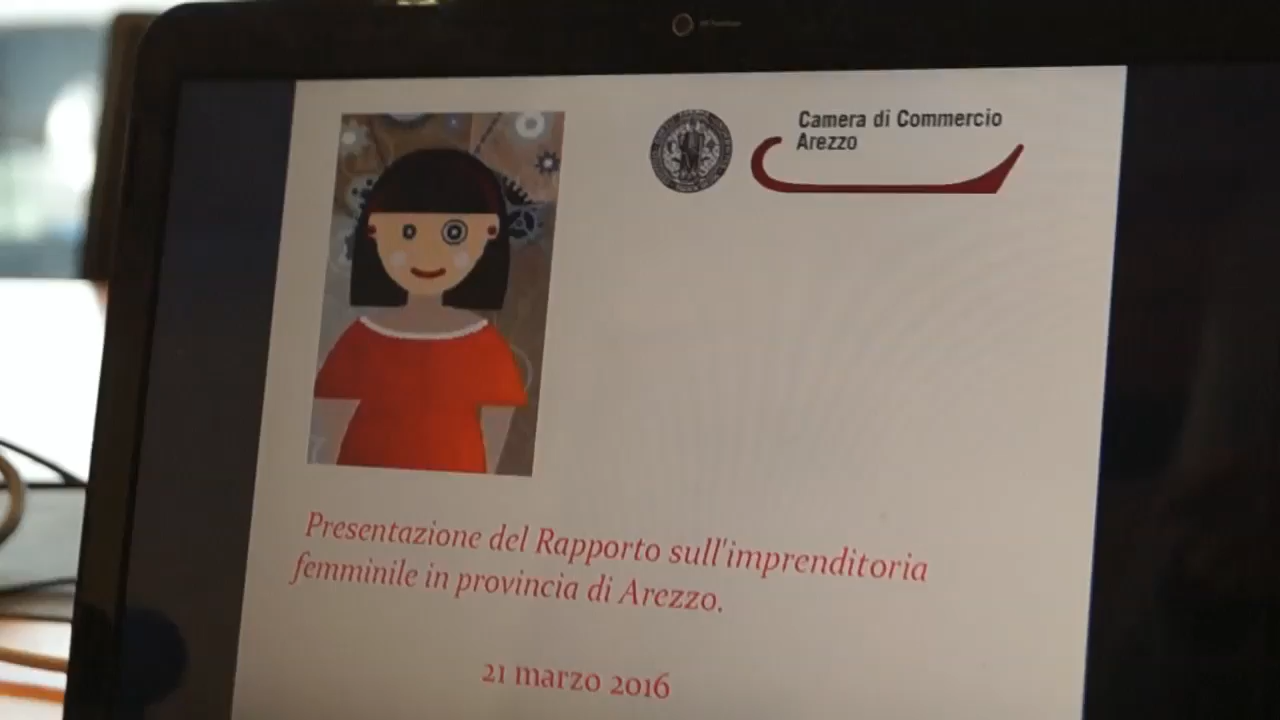 Camera di Commercio
Arezzo
Presentazione del Rapporto sull'imprenditoria
femminile in provincia di Arezzo.
21 marzo 2016